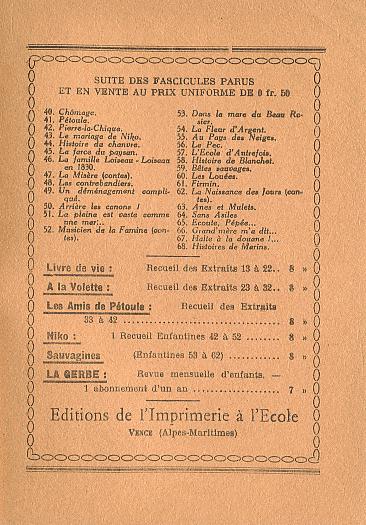 SUITE DES FASCICULES PARUS
ET EN VENTE AU PRIX UNIFORME DE 0 fr. 50
40. Chômage.
41. Pétoule.
42. Pierre-la-Chique.
43. Le mariage de Niko.
44. Histoire du chanvre.
45. La farce du paysan.
46. La famille Loiseau-Loiseau
en 1830.
47. La Misère (contes).
48. Les contrebandiers.
49. Un déménagement compli-
qué.
50. Arrière les canons !
51. La plaine est vaste comme
une mer...
52. Musicien de la Famine (con-
tes).
53. Dans la mare du Beau Ro-
sier.
54. La Fleur d'Argent.
55. Au Pays des Neiges.
56. Le Pec.
57. L'Ecole d'Autrefois.
58. Histoire de Blanchet.
59. Bêtes sauvages.
60. Les Louées.
61. Firmin.
62. La Naissance des Jours (con-
tes).
63. Anes et Mulets.
64. Sans Asiles
65. Ecoute, Pépée...
66. Grand'mère m'a dit...
67. Halte à la douane !...
68. Histoires de Marins.
Livre de vie : Recueil des Extraits 13 à 22.. 8 »
A la Volette : Recueil des Extraits 23 à 32.. 8 »
Les Amis de Pétoule : Recueil des Extraits
33 à 42 ........................ 8 »
Niko : 1 Recueil Enfantines 42 à 52 ....... 8 »
Sauvagines (Enfantines 53 à 62) ......... 8 »
LA GERBE : Revue mensuelle d'enfants. —
1 abonnement d'un an ............... 7 »
Editions de l'Imprimerie à l'Ecole
VENCE (Alpes-Maritimes)